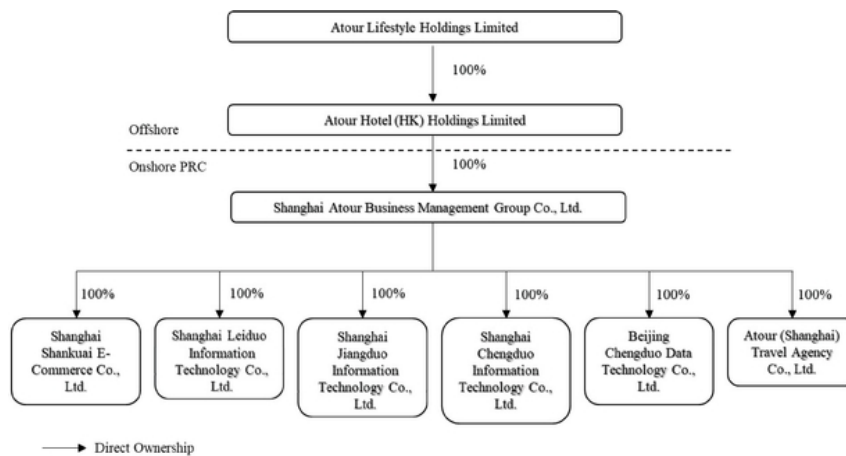 Atour Lifestyle Holdings Limited
100%
Atour Hotel (HK) Holdings Limited
Offshore
Onshore PRC
100%
Shanghai Atour Business Management Group Co., Ltd.
100%
100%
100%
100%
100%
100%
Shanghai
Shankuai E-
Commerce Co.,
Ltd.
Shanghai Leiduo
Information
Technology Co.,
Ltd.
Shanghai
Jiangduo
Information
Technology Co.,
Ltd.
Shanghai
Chengduo
Information
Technology Co.,
Ltd.
Beijing
Chengduo Data
Technology Co.,
Ltd.
Atour (Shanghai)
Travel Agency
Co., Ltd.
Direct Ownership